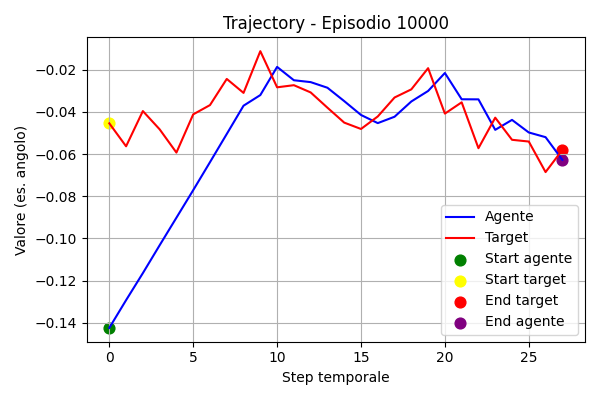 Trajectory - Episodio 10000
Valore (es. angolo)
−0.02
−0.04
−0.06
−0.08
−0.10
−0.12
−0.14
0 5 10 15 20 25
Step temporale
Agente
Target
Start agente
Start target
End target
End agente